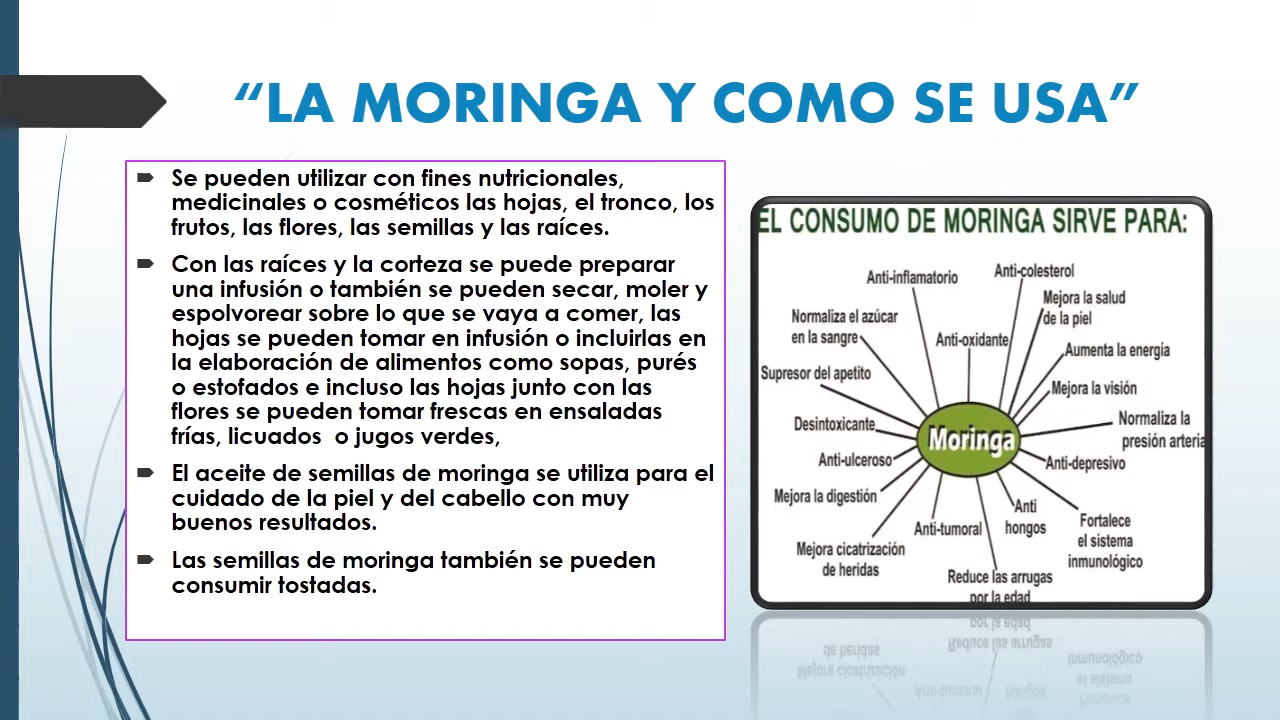 “LA MORINGA Y COMO SE USA”
Se pueden utilizar con fines nutricionales,
medicinales o cosméticos las hojas, el tronco, los
frutos, las flores, las semillas y las raíces.
Con las raíces y la corteza se puede preparar
una infusión o también se pueden secar, moler y
espolvorear sobre lo que se vaya a comer, las
hojas se pueden tomar en infusión o incluirlas en
la elaboración de alimentos como sopas, purés
o estofados e incluso las hojas junto con las
flores se pueden tomar frescas en ensaladas
frías, licuados o jugos verdes,
El aceite de semillas de moringa se utiliza para el
cuidado de la piel y del cabello con muy
buenos resultados.
Las semillas de moringa también se pueden
consumir tostadas.
EL CONSUMO DE MORINGA SIRVE PARA:
Anti-inflamatorio
Anti-colesterol
Mejora la salud
de la piel
Normaliza el azúcar
en la sangre
Anti-oxidante
Aumenta la energía
Supresor del apetito
Mejora la visión
Desintoxicante
Normaliza la
presión arteria
Moringa
Anti-ulceroso
Anti-depresivo
Mejora la digestión
Anti
hongos
Anti-tumoral
Fortalece
el sistema
inmunológico
Mejora cicatrización
de heridas
Reduce las arrugas
por la edad